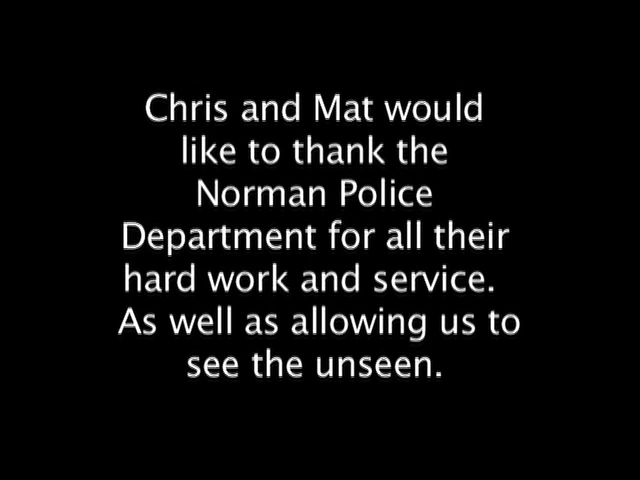 Chris and Mat would
like to thank the
Norman Police
Department for all their
hard work and service.
As well as allowing us to
see the unseen.